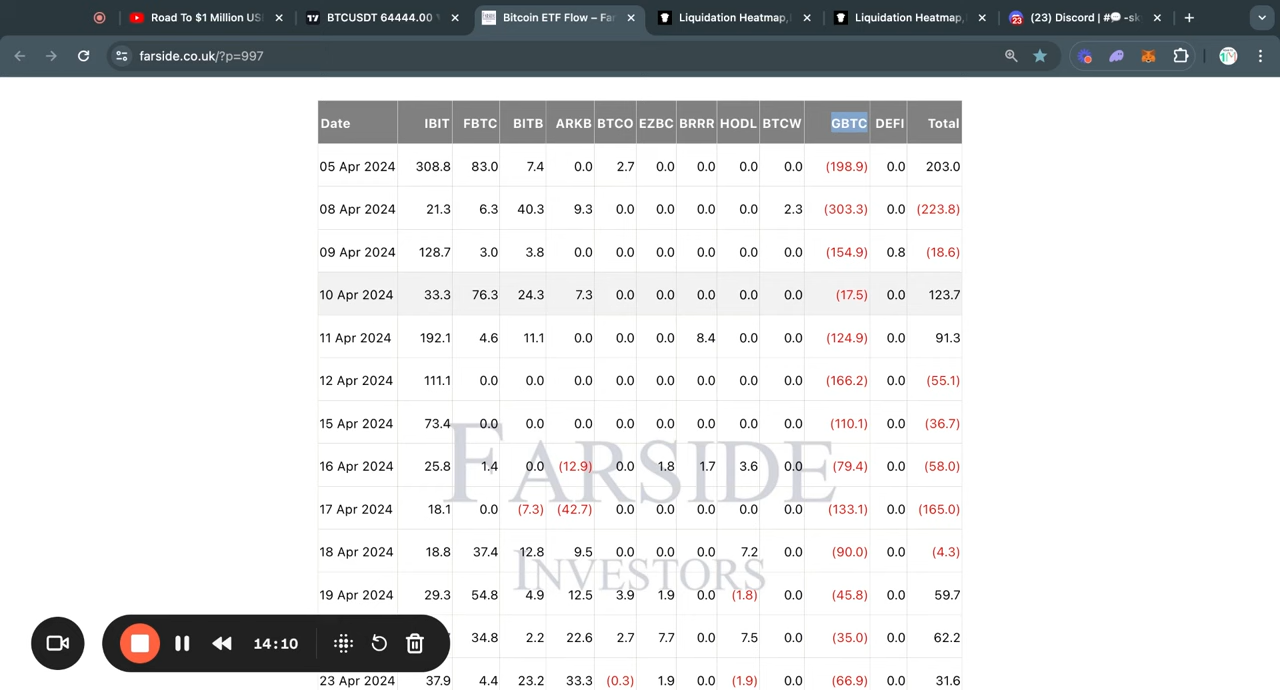 Road To $1 Million US
BTCUSDT 64444.00
Bitcoin ETF Flow – Far
Liquidation Heatmap,
Liquidation Heatmap,
23
(23) Discord | #💬-sk
farside.co.uk/?p=997
Date IBIT FBTC BITB ARKB BTCO EZBC BRRR HODL BTCW GBTC DEFI Total
05 Apr 2024 308.8 83.0 7.4 0.0 2.7 0.0 0.0 0.0 0.0 (198.9) 0.0 203.0
08 Apr 2024 21.3 6.3 40.3 9.3 0.0 0.0 0.0 0.0 2.3 (303.3) 0.0 (223.8)
09 Apr 2024 128.7 3.0 3.8 0.0 0.0 0.0 0.0 0.0 0.0 (154.9) 0.8 (18.6)
10 Apr 2024 33.3 76.3 24.3 7.3 0.0 0.0 0.0 0.0 0.0 (17.5) 0.0 123.7
11 Apr 2024 192.1 4.6 11.1 0.0 0.0 0.0 8.4 0.0 0.0 (124.9) 0.0 91.3
12 Apr 2024 111.1 0.0 0.0 0.0 0.0 0.0 0.0 0.0 0.0 (166.2) 0.0 (55.1)
15 Apr 2024 73.4 0.0 0.0 0.0 0.0 0.0 0.0 0.0 0.0 (110.1) 0.0 (36.7)
16 Apr 2024 25.8 1.4 0.0 (12.9) 0.0 1.8 1.7 3.6 0.0 (79.4) 0.0 (58.0)
FARSIDE
17 Apr 2024 18.1 0.0 (7.3) (42.7) 0.0 0.0 0.0 0.0 0.0 (133.1) 0.0 (165.0)
18 Apr 2024 18.8 37.4 12.8 9.5 0.0 0.0 0.0 7.2 0.0 (90.0) 0.0 (4.3)
INVESTORS
19 Apr 2024 29.3 54.8 4.9 12.5 3.9 1.9 0.0 (1.8) 0.0 (45.8) 0.0 59.7
34.8 2.2 22.6 2.7 7.7 0.0 7.5 0.0 (35.0) 0.0 62.2
14:10
23 Apr 2024 37.9 4.4 23.2 33.3 (0.3) 1.9 0.0 (1.9) 0.0 (66.9) 0.0 31.6